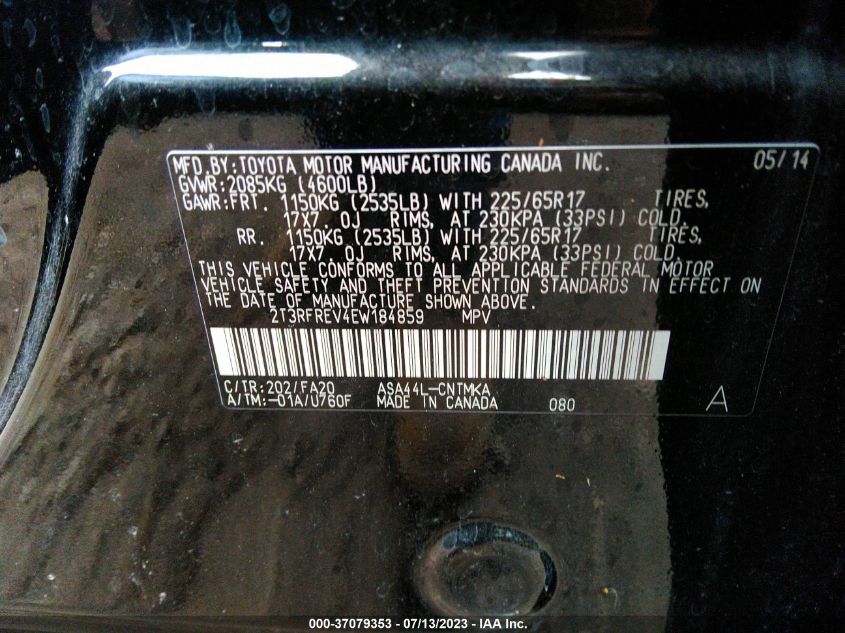 MFD.BY:TOYOTA MOTOR MANUFACTURING CANADA INC. 05/14
GVWR:2085KG (4600LB)
GAWR:FRT. 1150KG (2535LB) WITH 225/65R17 TIRES,
17X7. 0J RIMS, AT 230KPA (33PSI) COLD.
RR. 1150KG (2535LB) WITH 225/65R17 TIRES,
17X7. 0J RIMS, AT 230KPA (33PSI) COLD.
THIS VEHICLE CONFORMS TO ALL APPLICABLE FEDERAL MOTOR
VEHICLE SAFETY AND THEFT PREVENTION STANDARDS IN EFFECT ON
THE DATE OF MANUFACTURE SHOWN ABOVE.
2T3RFREV4EW184859 MPV
C/TR:202/FA20 ASA44L-CNTMKA
A/TM:-01A/U760F MADE IN CANADA 080 A
000-37079353 - 07/13/2023 - IAA Inc.